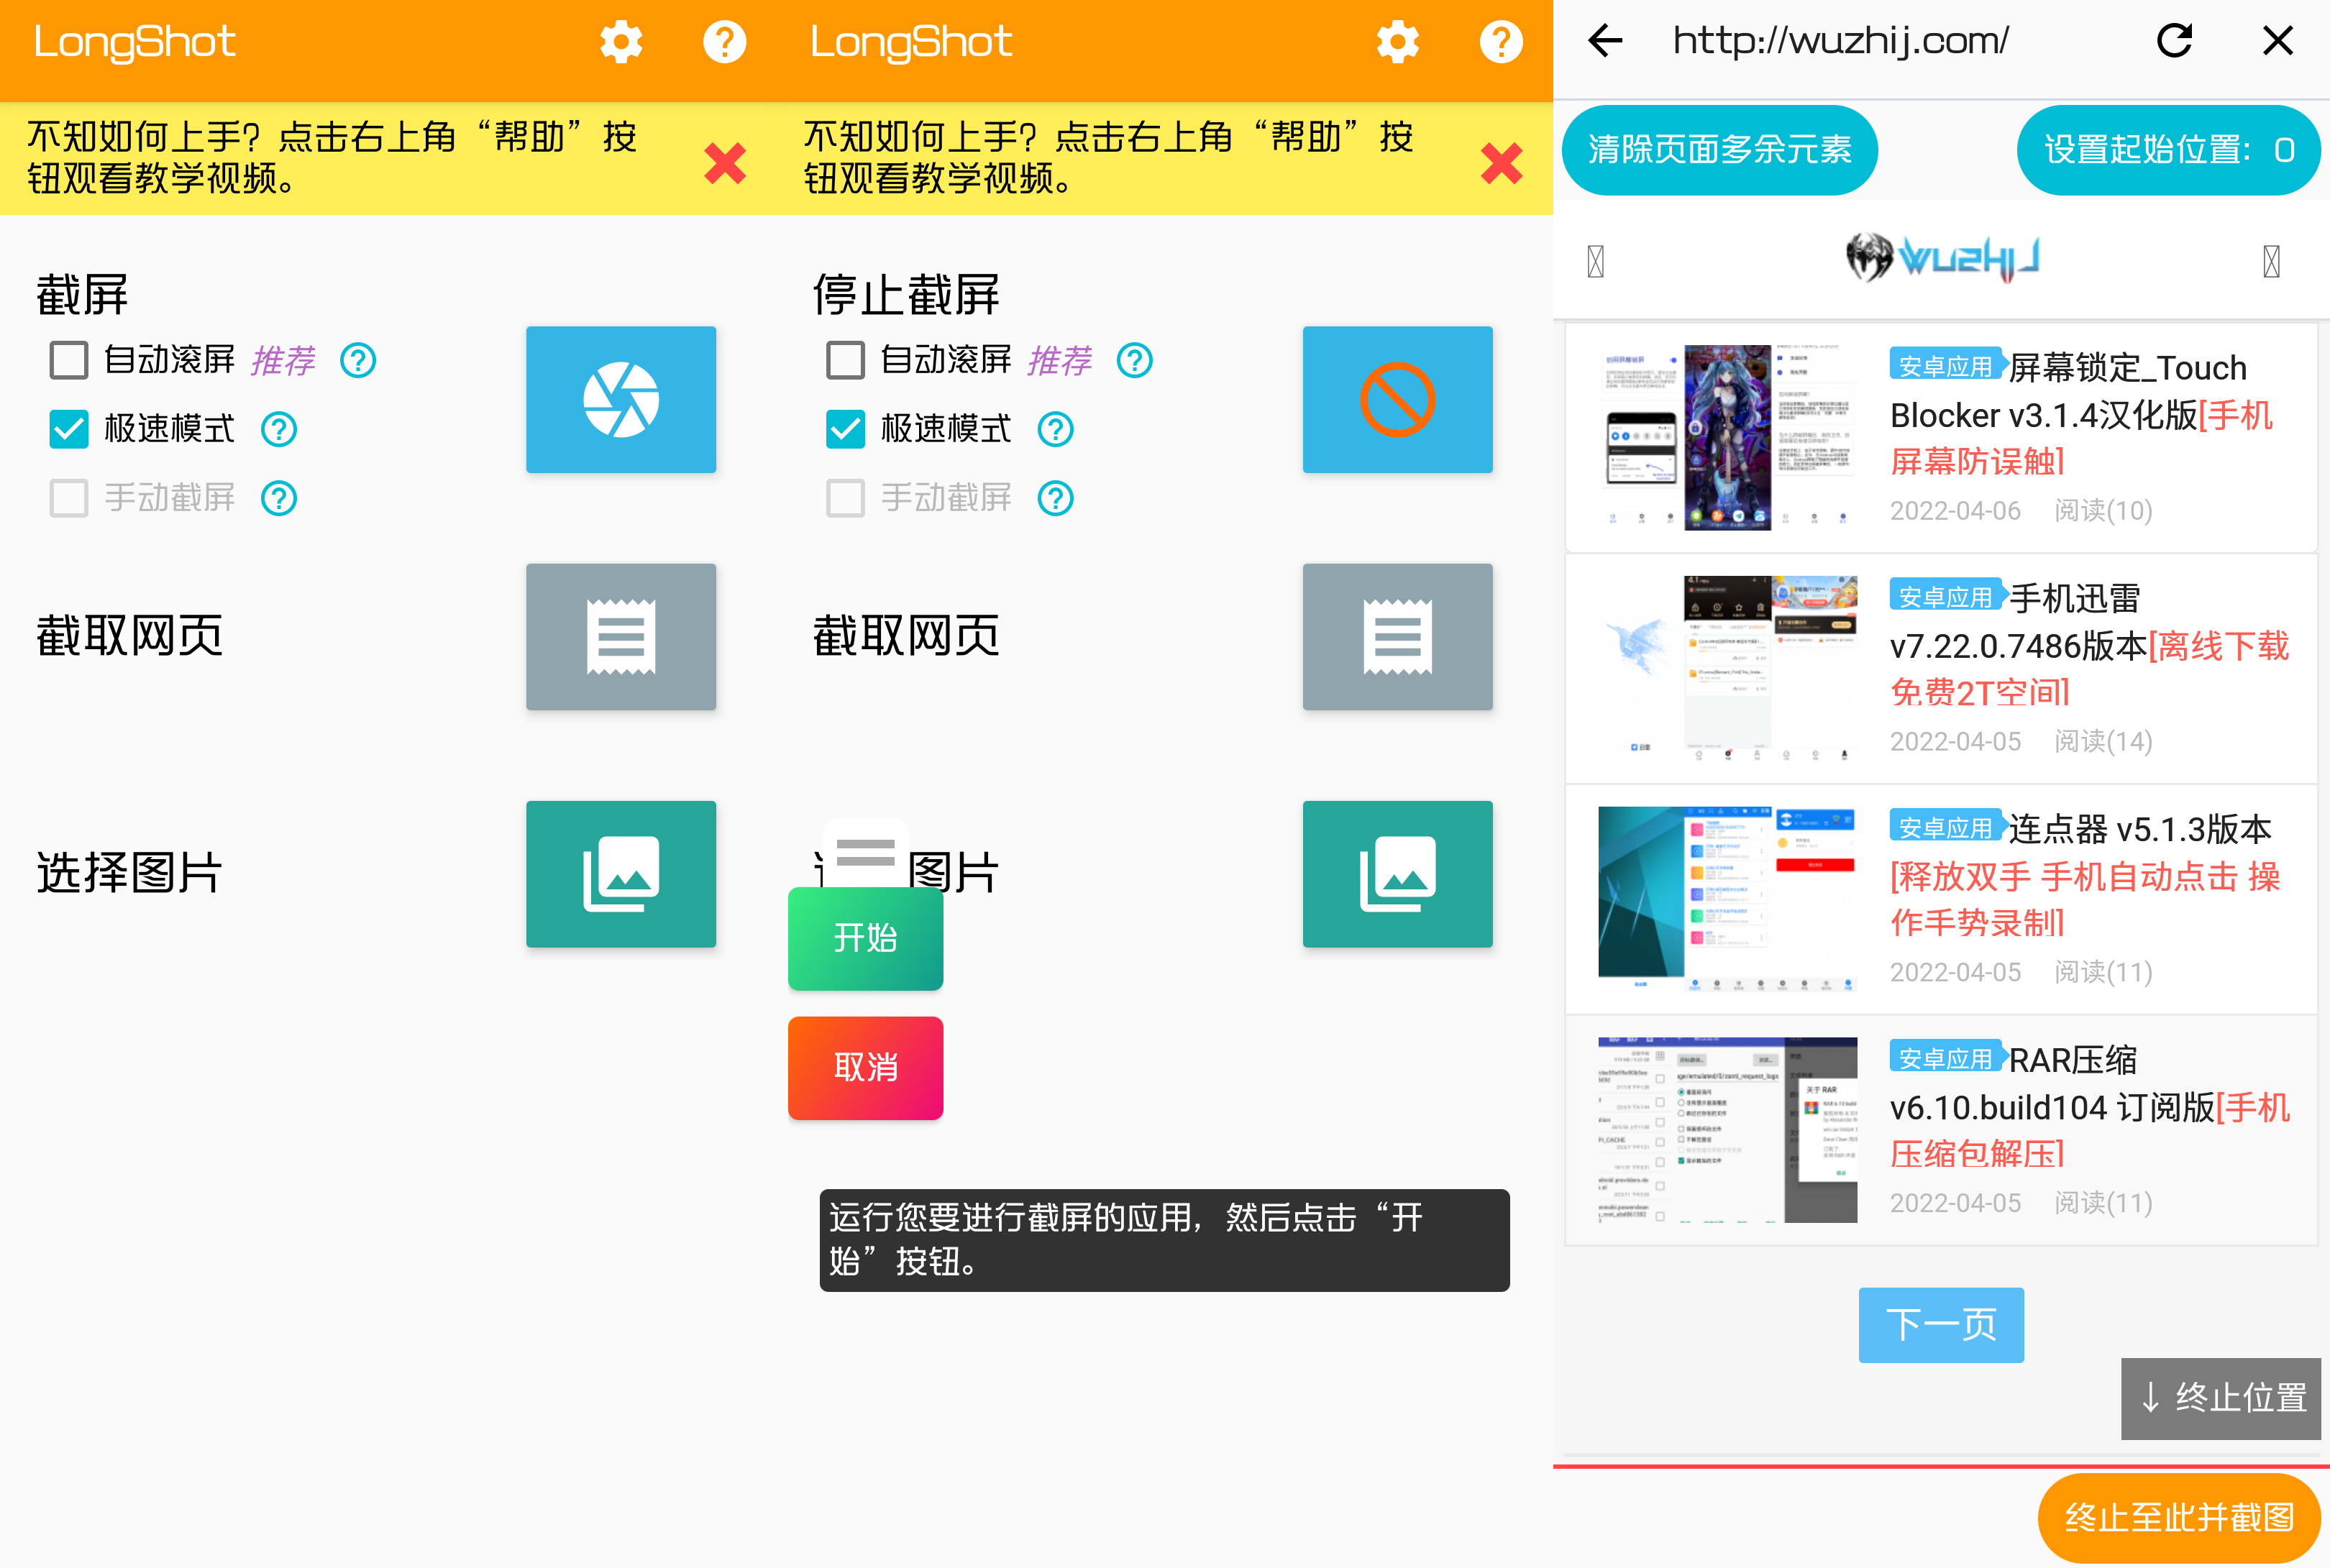 LongShot
不知如何上手？点击右上角“帮助”按
钮观看教学视频。
截屏
自动滚屏 推荐
极速模式
手动截屏
截取网页
选择图片
LongShot
不知如何上手？点击右上角“帮助”按
钮观看教学视频。
停止截屏
自动滚屏 推荐
极速模式
手动截屏
截取网页
图片
开始
取消
运行您要进行截屏的应用，然后点击“开
始”按钮。
http://wuzhij.com/
清除页面多余元素
设置起始位置：0
WUZHIJ
安卓应用 屏幕锁定_Touch
Blocker v3.1.4汉化版[手机
屏幕防误触]
2022-04-06 阅读(10)
安卓应用 手机迅雷
v7.22.0.7486版本[离线下载
免费2T空间]
2022-04-05 阅读(14)
安卓应用 连点器 v5.1.3版本
[释放双手 手机自动点击 操
作手势录制]
2022-04-05 阅读(11)
关于 RAR
安卓应用 RAR压缩
v6.10.build104 订阅版[手机
压缩包解压]
2022-04-05 阅读(11)
下一页
↓ 终止位置
终止至此并截图